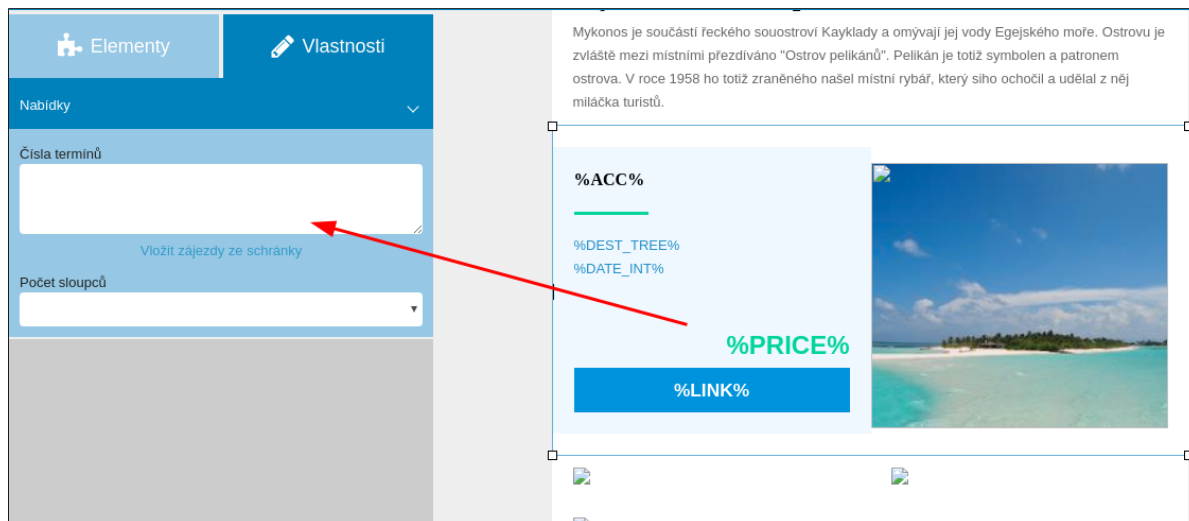 Elementy
Vlastnosti
Nabídky
Čísla termínů
Vložit zájezdy ze schránky
Počet sloupců
Mykonos je součástí řeckého souostroví Kayklady a omývají jej vody Egejského moře. Ostrovu je
zvláště mezi místními přezdíváno "Ostrov pelikánů". Pelikán je totiž symbolen a patronem
ostrova. V roce 1958 ho totiž zraněného našel místní rybář, který siho ochočil a udělal z něj
miláčka turistů.
%ACC%
%DEST_TREE%
%DATE_INT%
%PRICE%
%LINK%